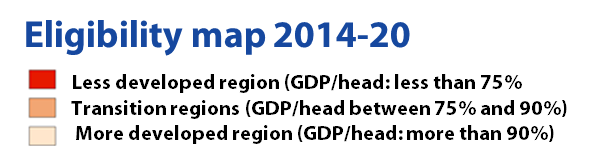 Eligibility map 2014-20
Less developed region (GDP/head: less than 75%
Transition regions (GDP/head between 75% and 90%)
More developed region (GDP/head: more than 90%)